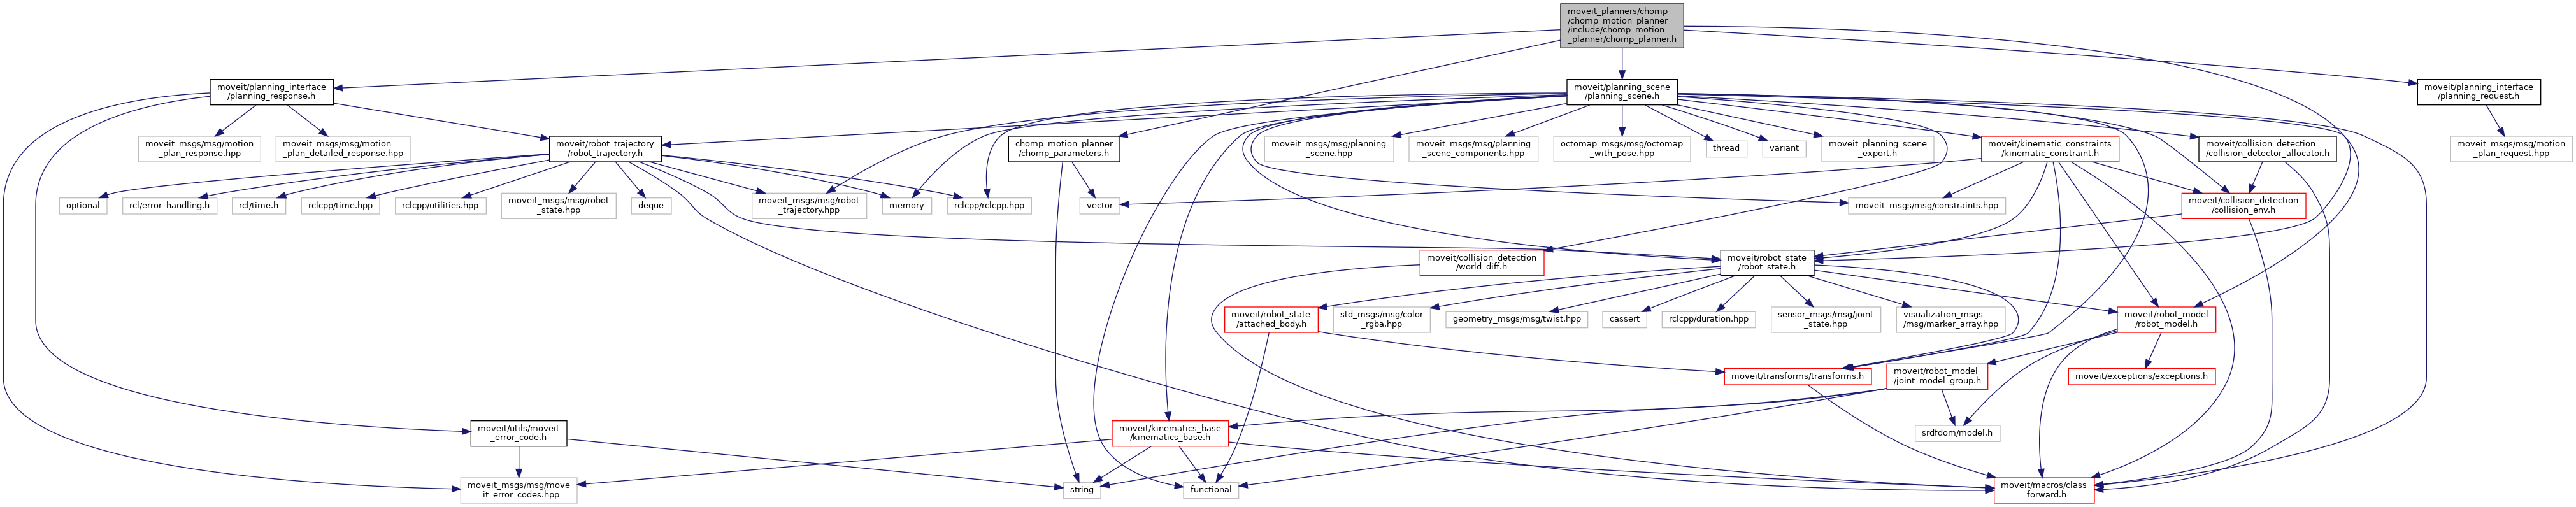 moveit_planners/chomp
/chomp_motion_planner
/include/chomp_motion
_planner/chomp_planner.h
moveit/planning_interface
/planning_response.h
moveit/planning_scene
/planning_scene.h
moveit/planning_interface
/planning_request.h
moveit_msgs/msg/motion
_plan_response.hpp
moveit_msgs/msg/motion
_plan_detailed_response.hpp
moveit/robot_trajectory
/robot_trajectory.h
chomp_motion_planner
/chomp_parameters.h
moveit_msgs/msg/planning
_scene.hpp
moveit_msgs/msg/planning
_scene_components.hpp
octomap_msgs/msg/octomap
_with_pose.hpp
thread
variant
moveit_planning_scene
_export.h
moveit/kinematic_constraints
/kinematic_constraint.h
moveit/collision_detection
/collision_detector_allocator.h
moveit_msgs/msg/motion
_plan_request.hpp
optional
rcl/error_handling.h
rcl/time.h
rclcpp/time.hpp
rclcpp/utilities.hpp
moveit_msgs/msg/robot
_state.hpp
deque
moveit_msgs/msg/robot
_trajectory.hpp
memory
rclcpp/rclcpp.hpp
vector
moveit_msgs/msg/constraints.hpp
moveit/collision_detection
/collision_env.h
moveit/collision_detection
/world_diff.h
moveit/robot_state
/robot_state.h
moveit/robot_state
/attached_body.h
std_msgs/msg/color
_rgba.hpp
geometry_msgs/msg/twist.hpp
cassert
rclcpp/duration.hpp
sensor_msgs/msg/joint
_state.hpp
visualization_msgs
/msg/marker_array.hpp
moveit/robot_model
/robot_model.h
moveit/transforms/transforms.h
moveit/robot_model
/joint_model_group.h
moveit/exceptions/exceptions.h
moveit/utils/moveit
_error_code.h
moveit/kinematics_base
/kinematics_base.h
srdfdom/model.h
moveit_msgs/msg/move
_it_error_codes.hpp
string
functional
moveit/macros/class
_forward.h